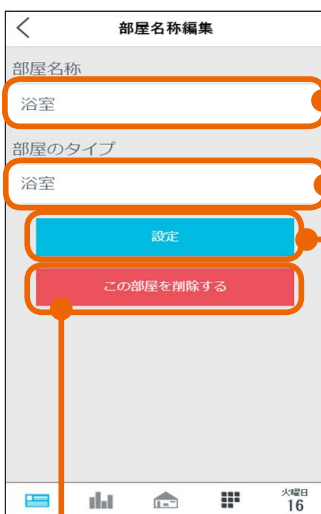 部屋名称編集
部屋名称
浴室
部屋のタイプ
浴室
設定
この部屋を削除する
火曜日
16